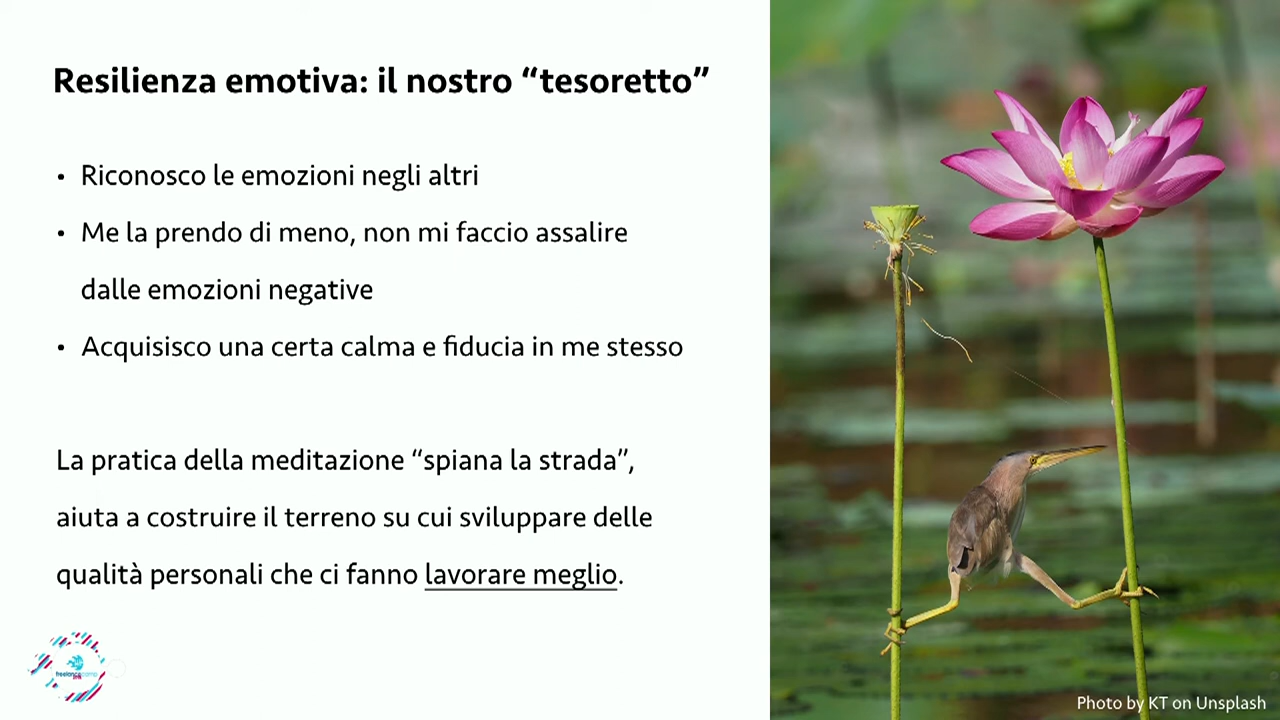 Resilienza emotiva: il nostro “tesoretto”
• Riconosco le emozioni negli altri
• Me la prendo di meno, non mi faccio assalire
dalle emozioni negative
• Acquisisco una certa calma e fiducia in me stesso
La pratica della meditazione “spiana la strada”,
aiuta a costruire il terreno su cui sviluppare delle
qualità personali che ci fanno lavorare meglio.
freelancecamp
Photo by KT on Unsplash